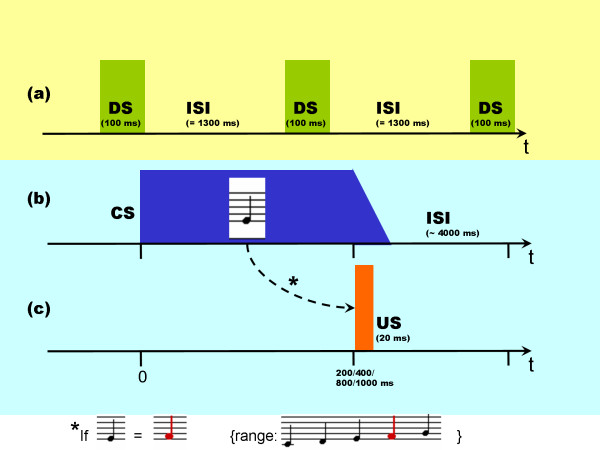 (a)
DS ISI DS ISI DS
(100 ms) (= 1300 ms) (100 ms) (= 1300 ms) (100 ms)
t
(b)
CS
ISI
(~ 4000 ms)
t
*
(c)
US
(20 ms)
t
0
200/400/
800/1000 ms
*If = {range: }